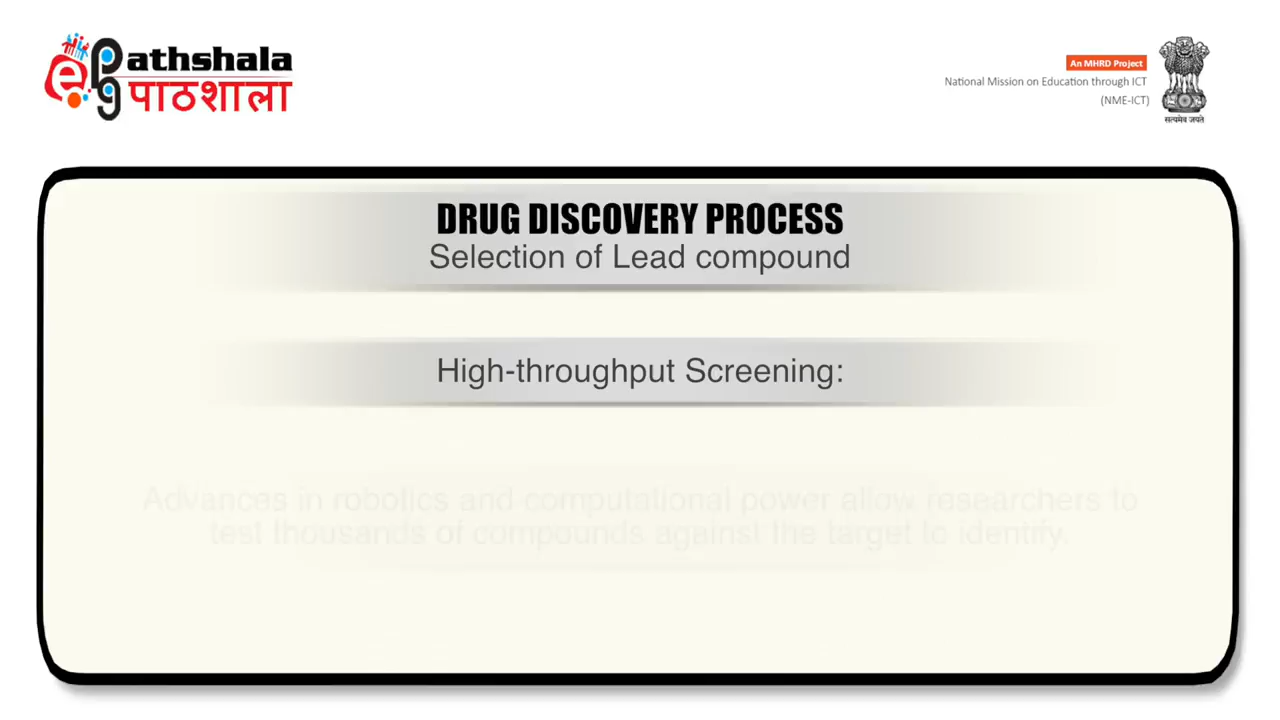 ePathshala
pg पाठशाला
An MHRD Project
National Mission on Education through ICT
(NME-ICT)
सत्यमेव जयते
DRUG DISCOVERY PROCESS
Selection of Lead compound
High-throughput Screening:
Advances in robotics and computational power allow researchers to
test thousands of compounds against the target to identify.